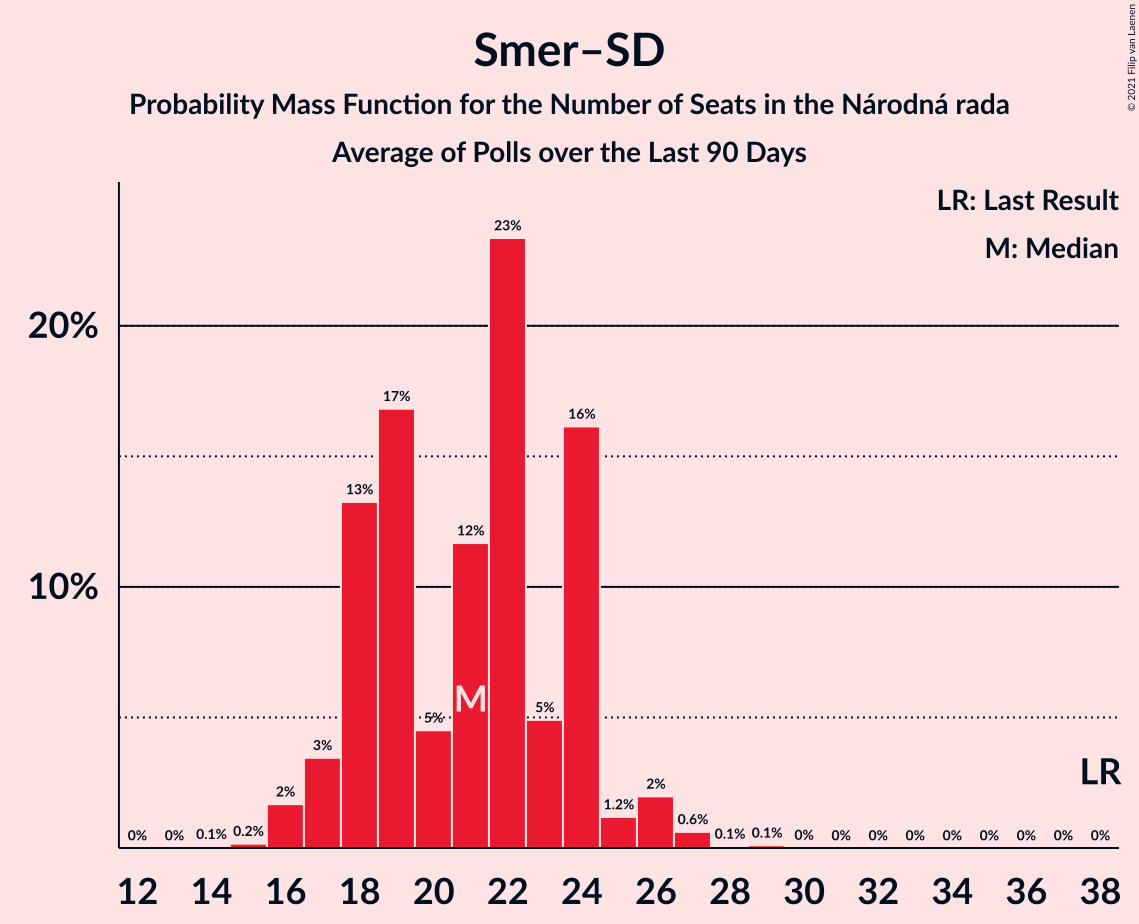 Smer–SD
Probability Mass Function for the Number of Seats in the Národná rada
Average of Polls over the Last 90 Days
© 2021 Filip van Laenen
LR: Last Result
M: Median
20%
10%
0% 0% 0.1% 0.2% 2% 3% 13% 17% 5% 12% 23% 5% 16% 1.2% 2% 0.6% 0.1% 0.1% 0% 0% 0% 0% 0% 0% 0% 0% 0%
M
LR
12 14 16 18 20 22 24 26 28 30 32 34 36 38